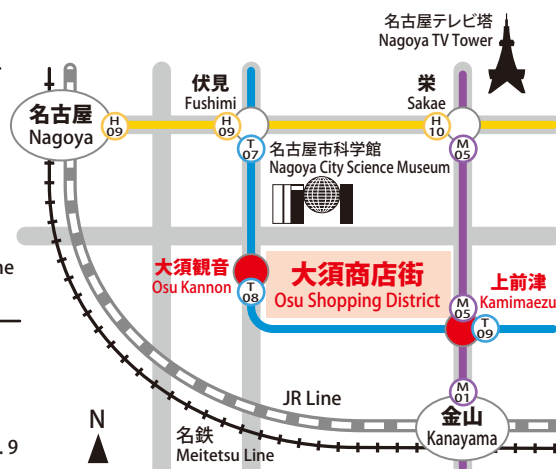 名古屋テレビ塔
Nagoya TV Tower
伏見
Fushimi
栄
Sakae
名古屋
Nagoya
H
09
H
09
H
10
T
07
M
05
名古屋市科学館
Nagoya City Science Museum
大須観音
Osu Kannon
T
08
大須商店街
Osu Shopping District
上前津
Kamimaezu
M
05
T
09
ne
JR Line
M
01
金山
Kanayama
N
名鉄
Meitetsu Line
. 9